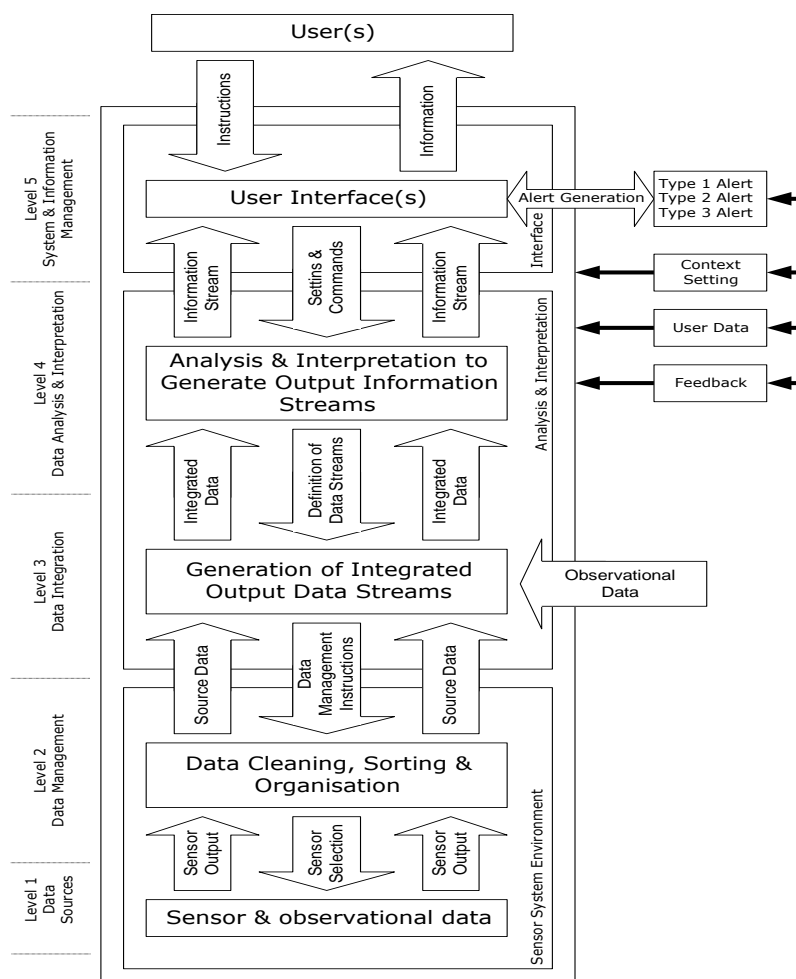 User(s)
Instructions
Information
Level 5
System & Information
Management
User Interface(s)
Alert Generation
Type 1 Alert
Type 2 Alert
Type 3 Alert
Interface
Information
Stream
Settins &
Commands
Information
Stream
Context
Setting
User Data
Feedback
Level 4
Data Analysis & Interpretation
Analysis & Interpretation to
Generate Output Information
Streams
Analysis & Interpretation
Integrated
Data
Definition of
Data Streams
Integrated
Data
Level 3
Data Integration
Generation of Integrated
Output Data Streams
Observational
Data
Source Data
Data
Management
Instructions
Source Data
Level 2
Data Management
Data Cleaning, Sorting &
Organisation
Sensor
Output
Sensor
Selection
Sensor
Output
Level 1
Data
Sources
Sensor & observational data
Sensor System Environment